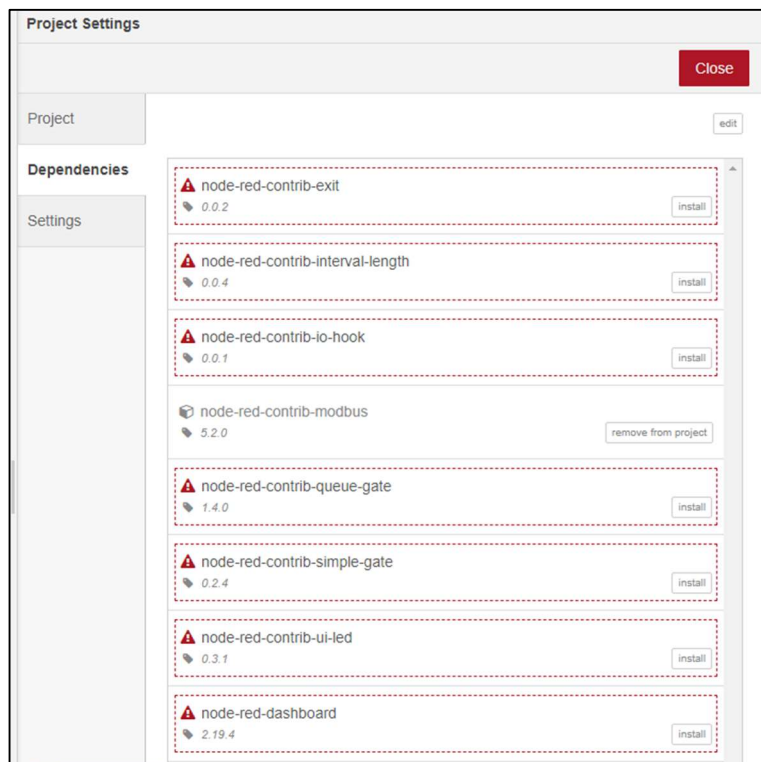 Project Settings
Close
Project
edit
Dependencies
Settings
node-red-contrib-exit
0.0.2
install
node-red-contrib-interval-length
0.0.4
install
node-red-contrib-io-hook
0.0.1
install
node-red-contrib-modbus
5.2.0
remove from project
node-red-contrib-queue-gate
1.4.0
install
node-red-contrib-simple-gate
0.2.4
install
node-red-contrib-ui-led
0.3.1
install
node-red-dashboard
2.19.4
install